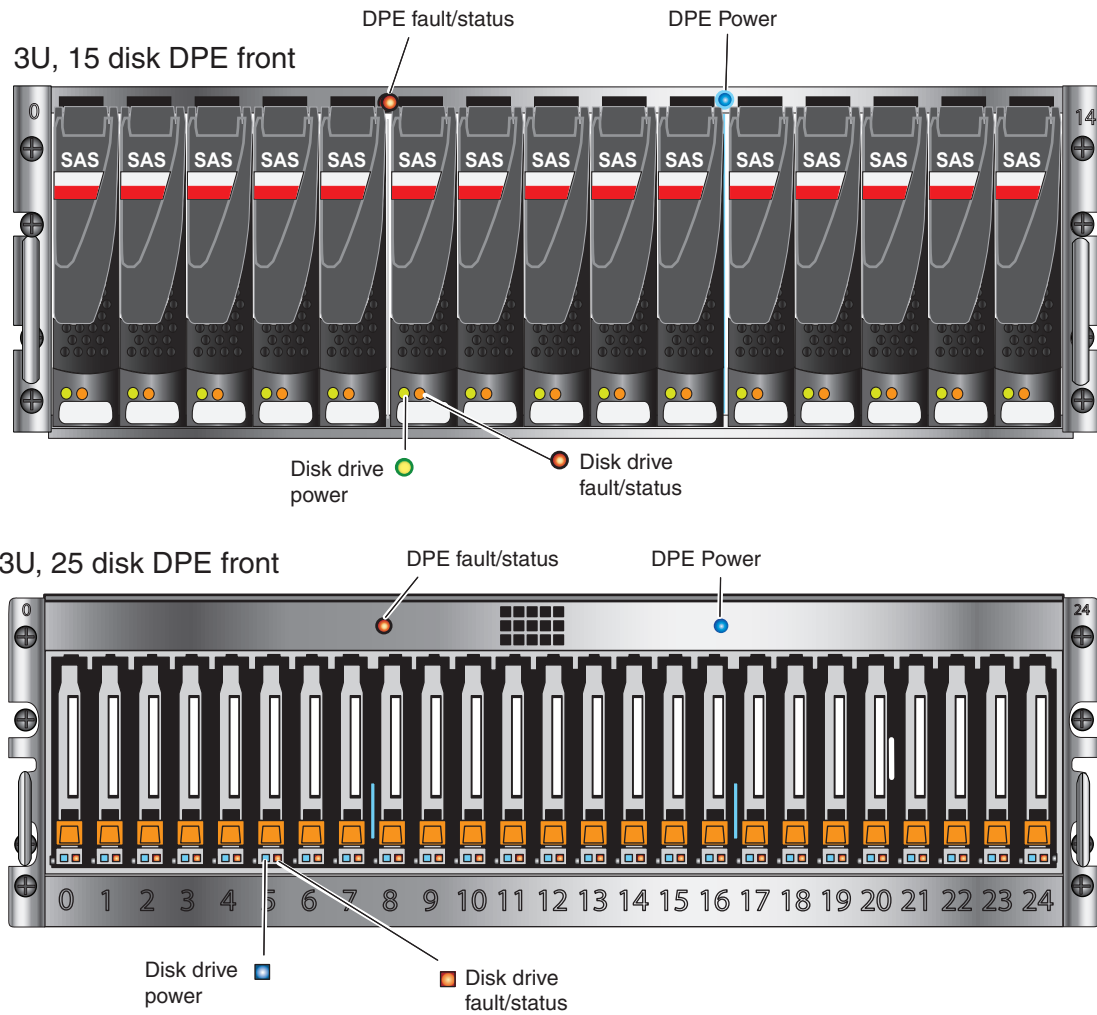 DPE fault/status DPE Power
3U, 15 disk DPE front
0 14
SAS SAS SAS SAS SAS SAS SAS SAS SAS SAS SAS SAS SAS SAS SAS
Disk drive
power
Disk drive
fault/status
3U, 25 disk DPE front
DPE fault/status DPE Power
0 24
0 1 2 3 4 5 6 7 8 9 10 11 12 13 14 15 16 17 18 19 20 21 22 23 24
Disk drive
power
Disk drive
fault/status